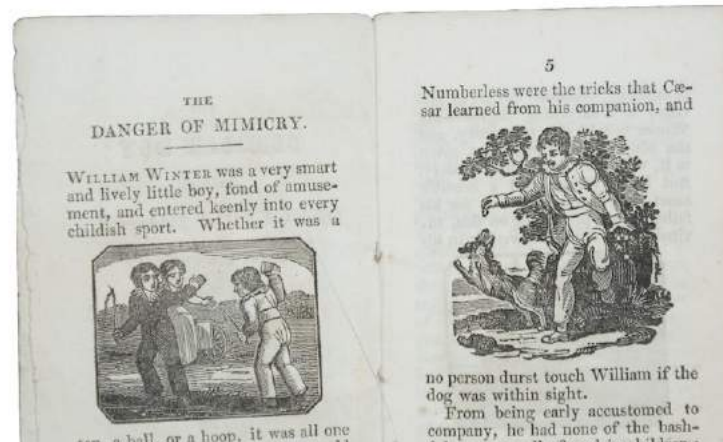 THE
DANGER OF MIMICRY.
WILLIAM WINTER was a very smart
and lively little boy, fond of amuse-
ment, and entered keenly into every
childish sport. Whether it was a
a ball, or a hoop, it was all one
5
Numberless were the tricks that Cæ-
sar learned from his companion, and
no person durst touch William if the
dog was within sight.
From being early accustomed to
company, he had none of the bash-